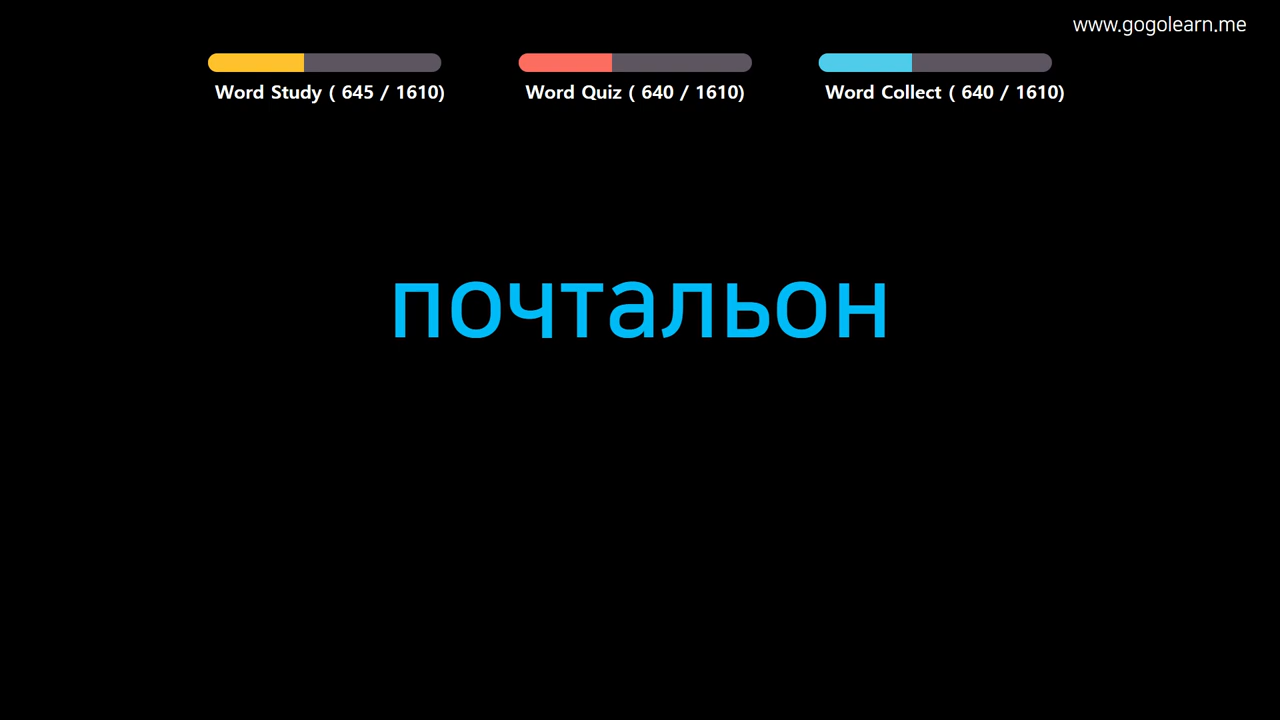 www.gogolearn.me
Word Study ( 645 / 1610)
Word Quiz ( 640 / 1610)
Word Collect ( 640 / 1610)
почтальон